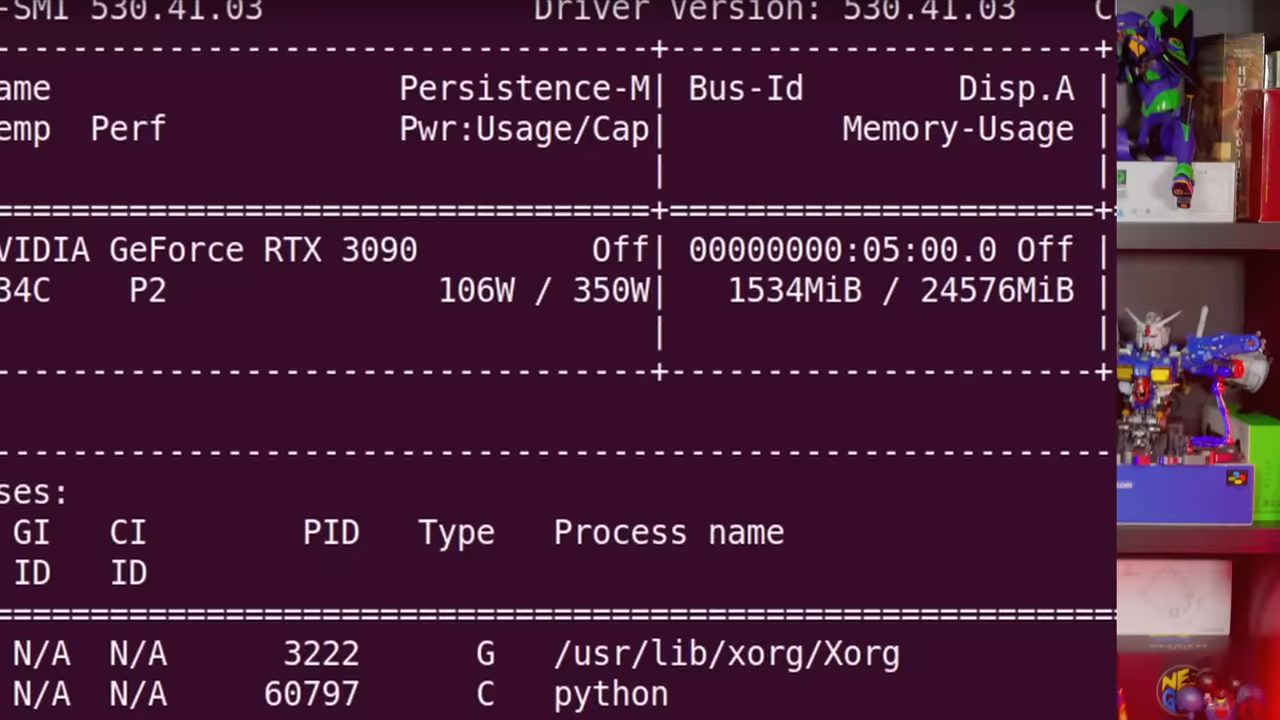 -SMI 530.41.03 Driver Version: 530.41.03 C
-----------------------------------+-----------------------+
ame Persistence-M| Bus-Id Disp.A |
emp Perf Pwr:Usage/Cap| Memory-Usage |
| |
===================================+=======================+
VIDIA GeForce RTX 3090 Off| 00000000:05:00.0 Off |
34C P2 106W / 350W| 1534MiB / 24576MiB |
| |
-----------------------------------+-----------------------+
-----------------------------------------------------------
ses:
GI CI PID Type Process name
ID ID
===========================================================
N/A N/A 3222 G /usr/lib/xorg/Xorg
N/A N/A 60797 C python